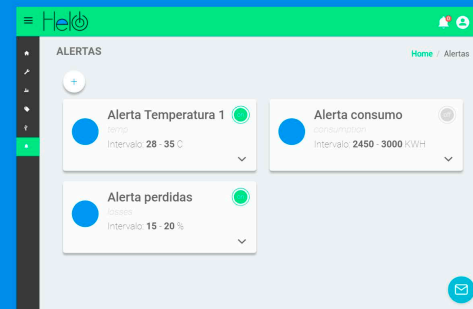 Helo
ALERTAS
Home / Alertas
+
Alerta Temperatura 1
temp
Intervalo: 28 - 35 C
Alerta consumo
consumption
Intervalo: 2450 - 3000 KWH
Alerta perdidas
losses
Intervalo: 15 - 20 %